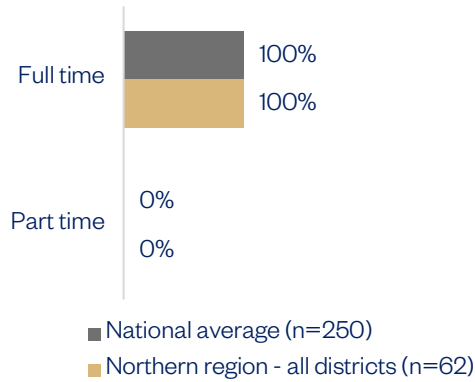 Full time
100%
100%
Part time
0%
0%
National average (n=250)
Northern region - all districts (n=62)